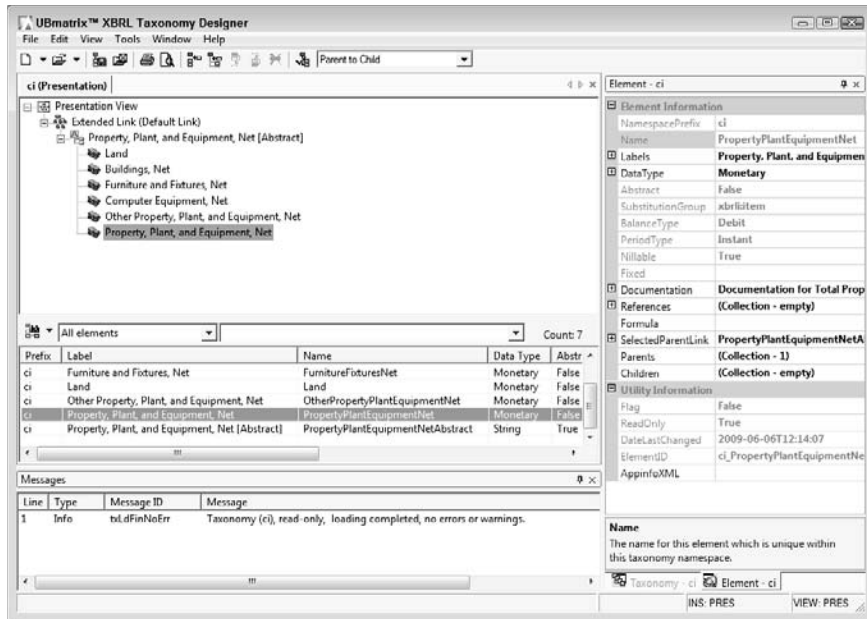 UBmatrix™ XBRL Taxonomy Designer
File Edit View Tools Window Help
Parent to Child
ci (Presentation)
Presentation View
Extended Link (Default Link)
Property, Plant, and Equipment, Net [Abstract]
Land
Buildings, Net
Furniture and Fixtures, Net
Computer Equipment, Net
Other Property, Plant, and Equipment, Net
Property, Plant, and Equipment, Net
All elements
Count: 7
Prefix Label Name Data Type Abstr
ci Furniture and Fixtures, Net FurnitureFixturesNet Monetary False
ci Land Land Monetary False
ci Other Property, Plant, and Equipment, Net OtherPropertyPlantEquipmentNet Monetary False
ci Property, Plant, and Equipment, Net PropertyPlantEquipmentNet Monetary False
ci Property, Plant, and Equipment, Net [Abstract] PropertyPlantEquipmentNetAbstract String True
Messages
Line Type Message ID Message
1 Info txLdFinNoErr Taxonomy (ci), read-only, loading completed, no errors or warnings.
Element - ci
Element Information
NamespacePrefix ci
Name PropertyPlantEquipmentNet
Labels Property, Plant, and Equipmen
DataType Monetary
Abstract False
SubstitutionGroup xbrli:item
BalanceType Debit
PeriodType Instant
Nillable True
Fixed
Documentation Documentation for Total Prop
References (Collection - empty)
Formula
SelectedParentLink PropertyPlantEquipmentNetA
Parents (Collection - 1)
Children (Collection - empty)
Utility Information
Flag False
ReadOnly True
DateLastChanged 2009-06-06T12:14:07
ElementID ci_PropertyPlantEquipmentNe
AppinfoXML
Name
The name for this element which is unique within
this taxonomy namespace.
Taxonomy - ci Element - ci
INS: PRES VIEW: PRES